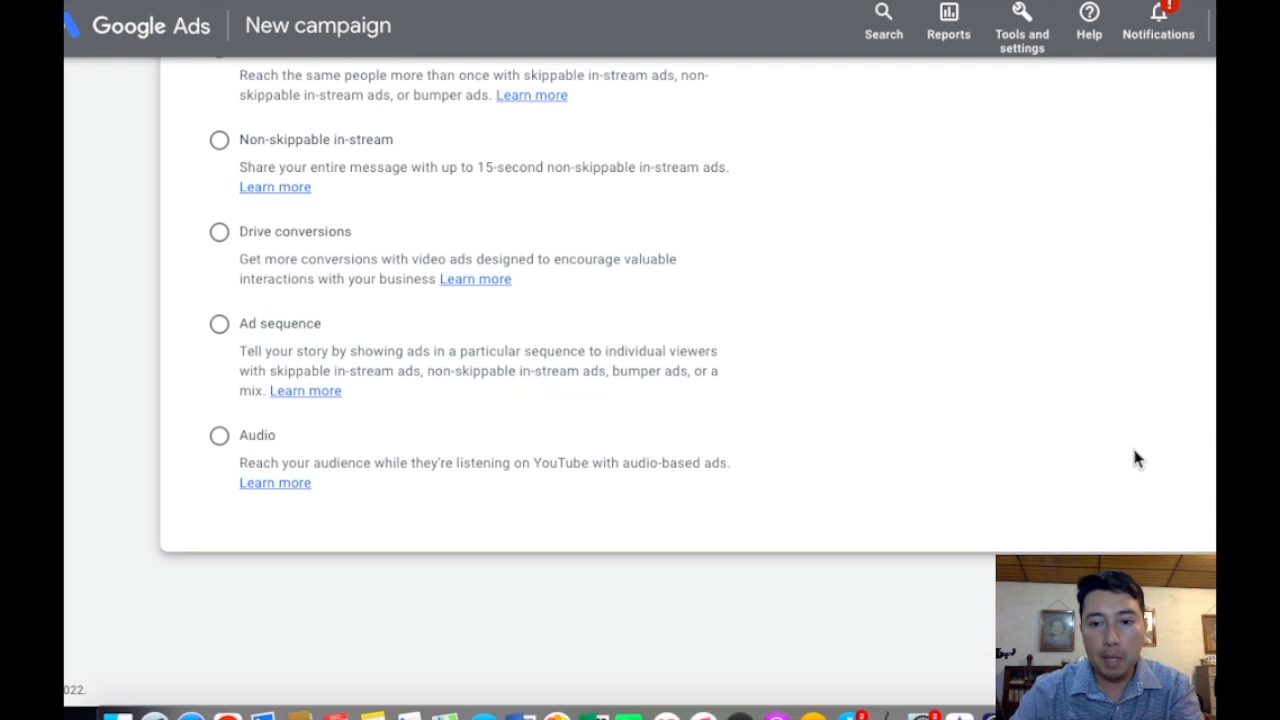 Google Ads
New campaign
Search
Reports
Tools and
settings
Help
Notifications
!
Reach the same people more than once with skippable in-stream ads, non-
skippable in-stream ads, or bumper ads. Learn more
Non-skippable in-stream
Share your entire message with up to 15-second non-skippable in-stream ads.
Learn more
Drive conversions
Get more conversions with video ads designed to encourage valuable
interactions with your business Learn more
Ad sequence
Tell your story by showing ads in a particular sequence to individual viewers
with skippable in-stream ads, non-skippable in-stream ads, bumper ads, or a
mix. Learn more
Audio
Reach your audience while they're listening on YouTube with audio-based ads.
Learn more
022.